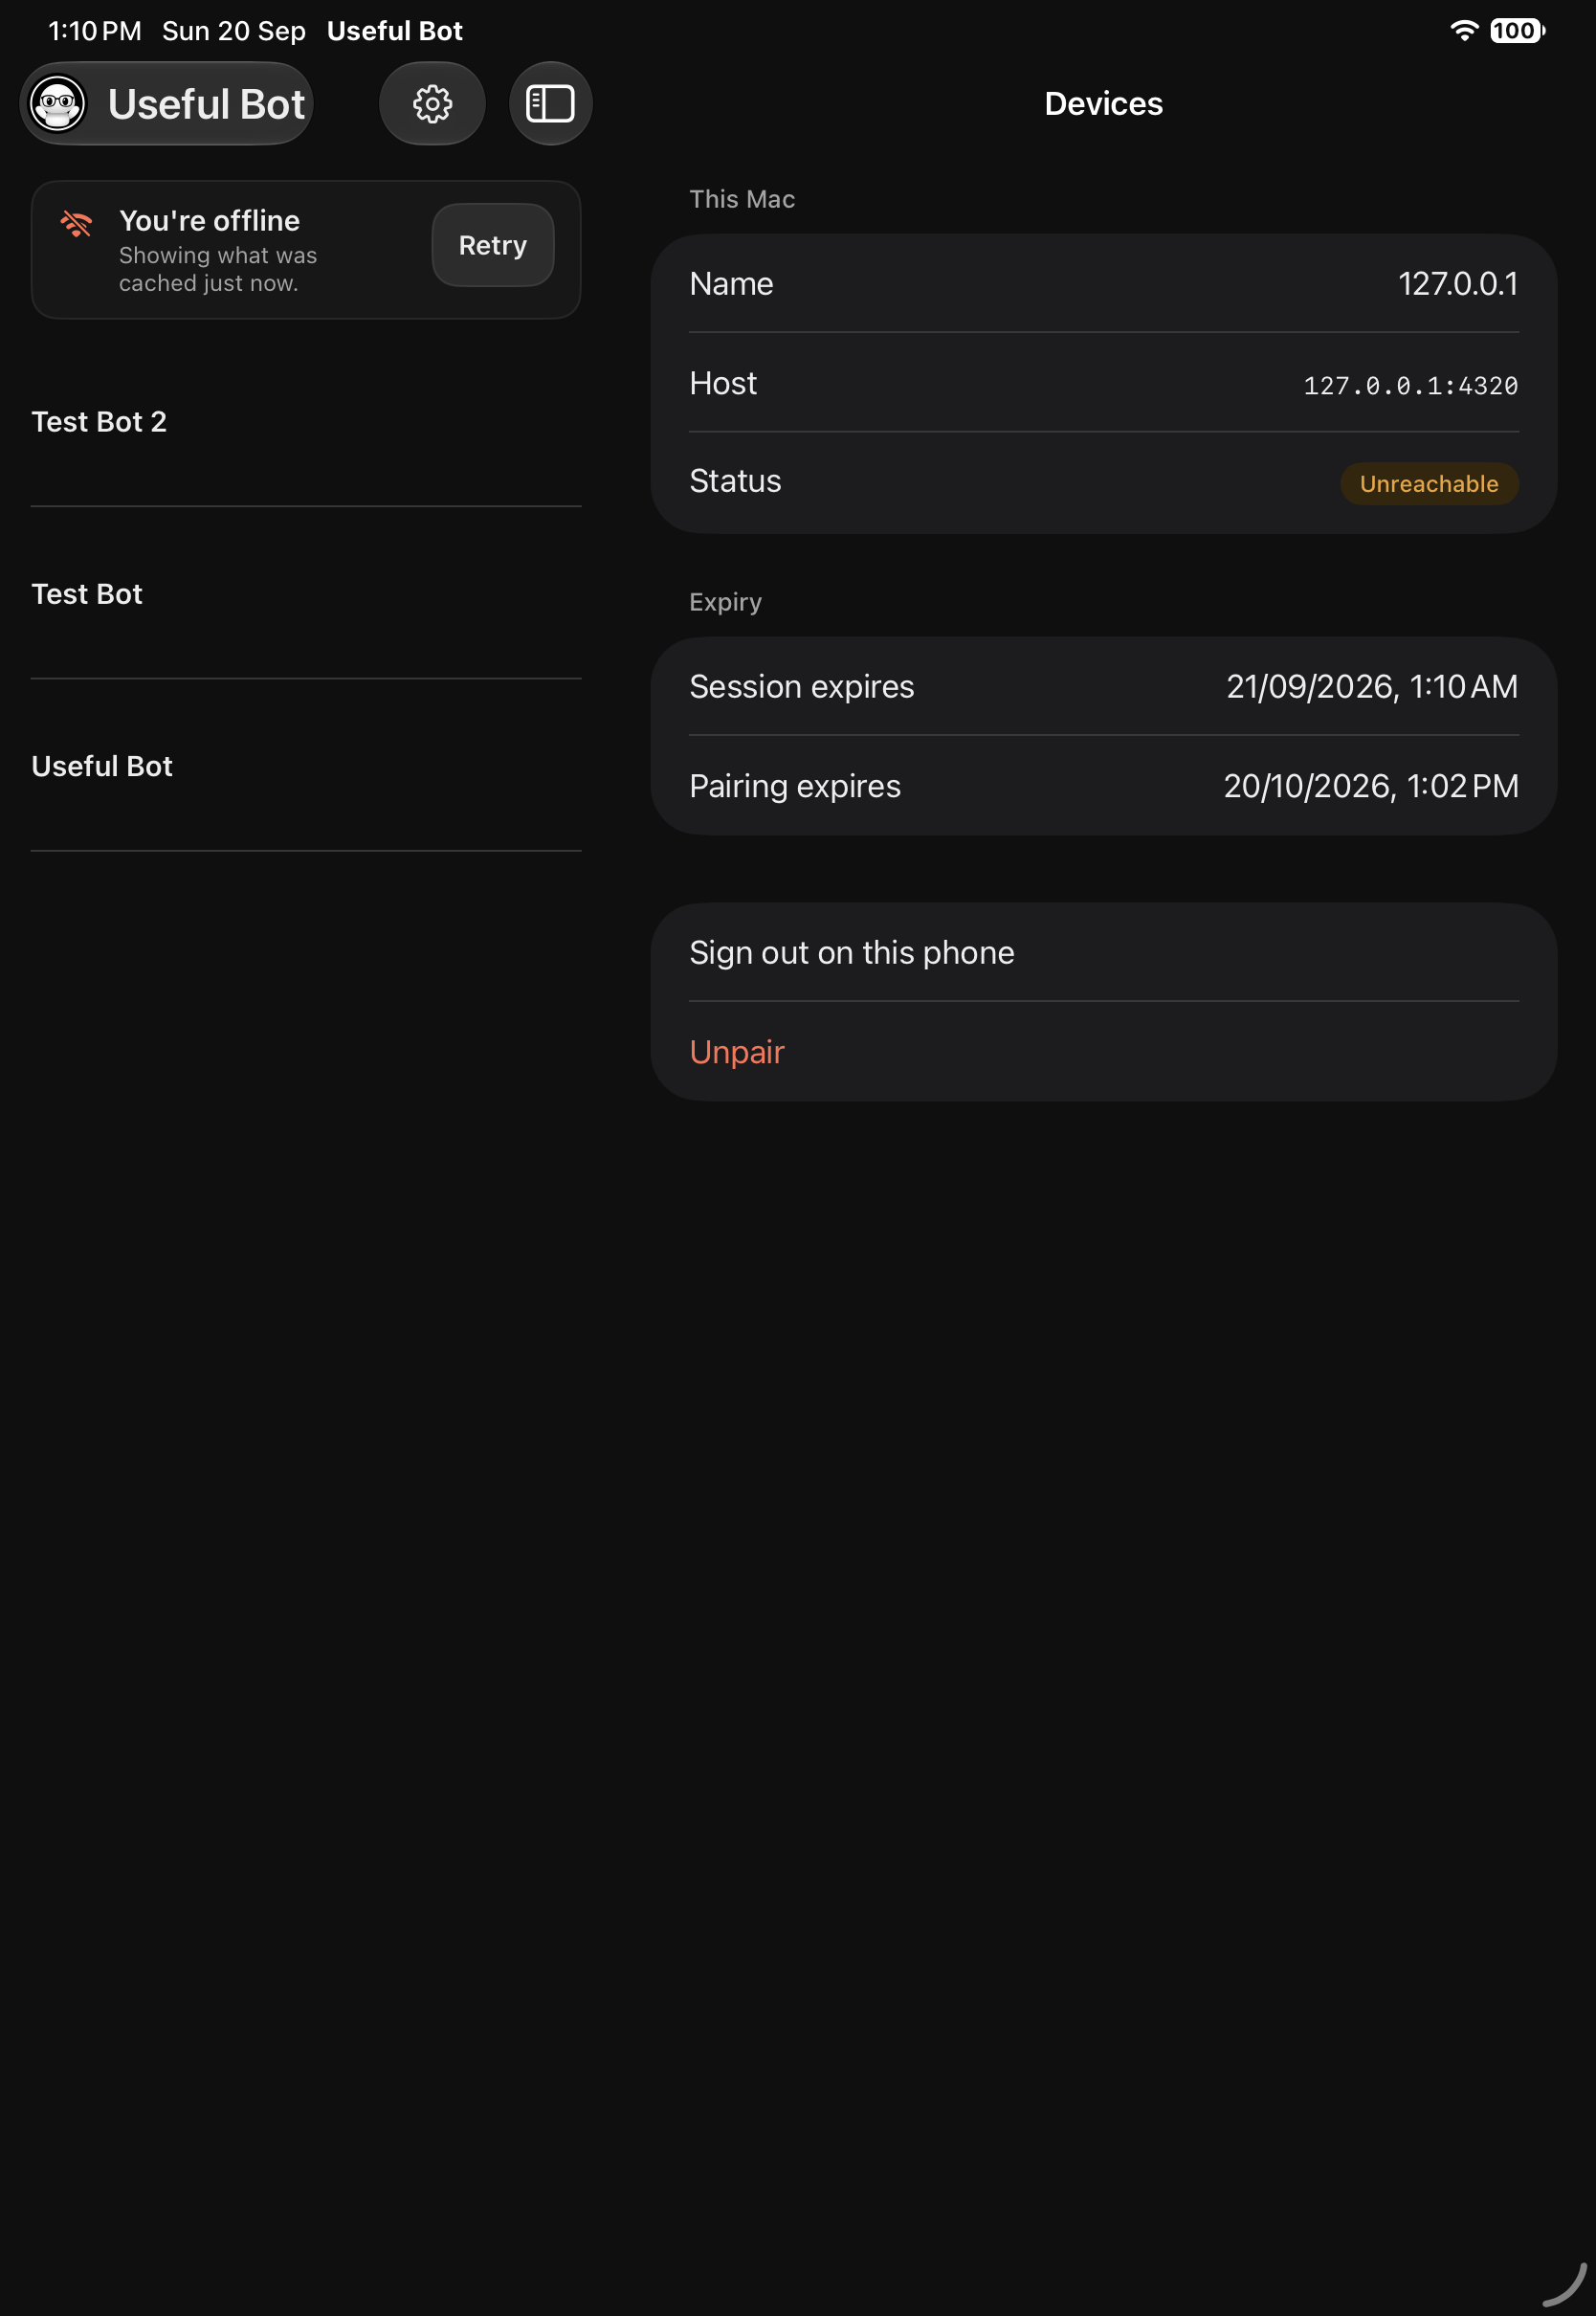 1:10 PM Sun 20 Sep Useful Bot
100
Useful Bot
You're offline
Showing what was
cached just now.
Retry
Test Bot 2
Test Bot
Useful Bot
Devices
This Mac
Name 127.0.0.1
Host 127.0.0.1:4320
Status Unreachable
Expiry
Session expires 21/09/2026, 1:10 AM
Pairing expires 20/10/2026, 1:02 PM
Sign out on this phone
Unpair